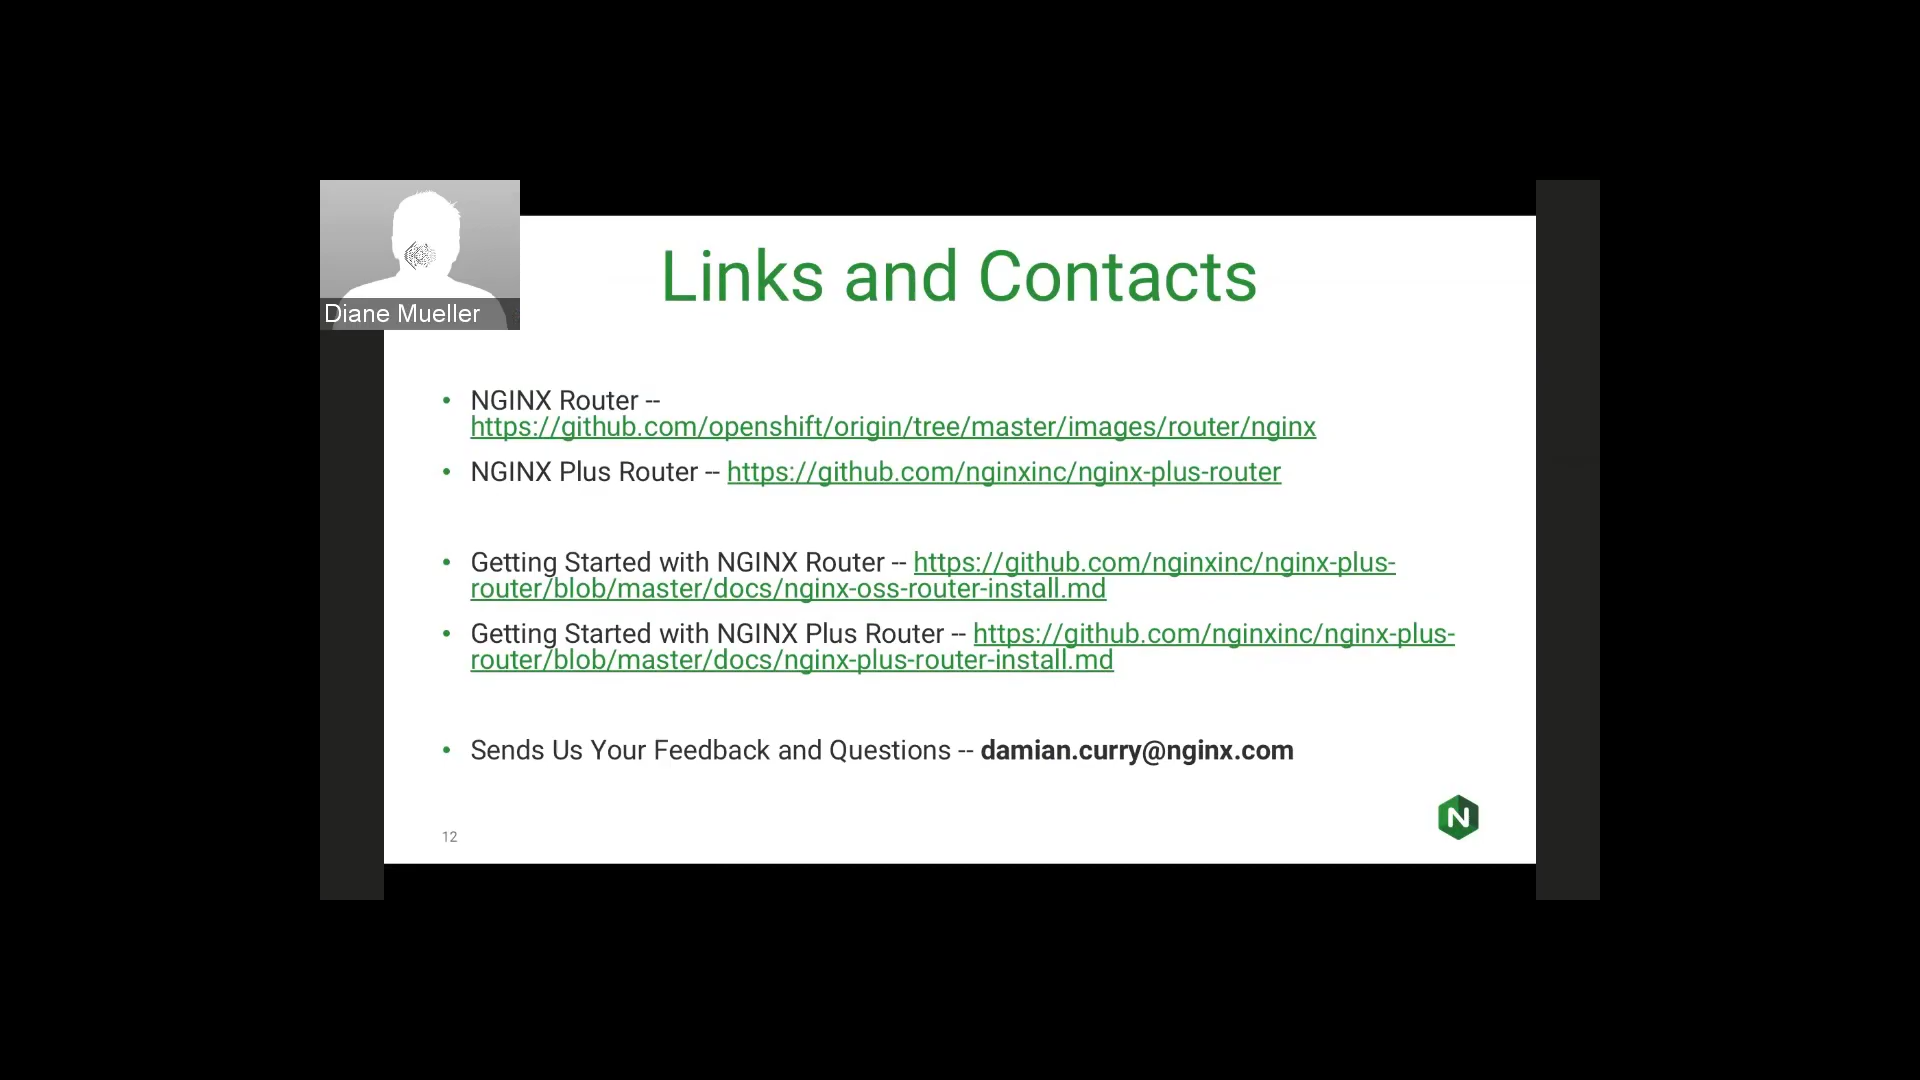 Diane Mueller
Links and Contacts
• NGINX Router --
https://github.com/openshift/origin/tree/master/images/router/nginx
• NGINX Plus Router -- https://github.com/nginxinc/nginx-plus-router
• Getting Started with NGINX Router -- https://github.com/nginxinc/nginx-plus-
router/blob/master/docs/nginx-oss-router-install.md
• Getting Started with NGINX Plus Router -- https://github.com/nginxinc/nginx-plus-
router/blob/master/docs/nginx-plus-router-install.md
• Sends Us Your Feedback and Questions -- damian.curry@nginx.com
N
12